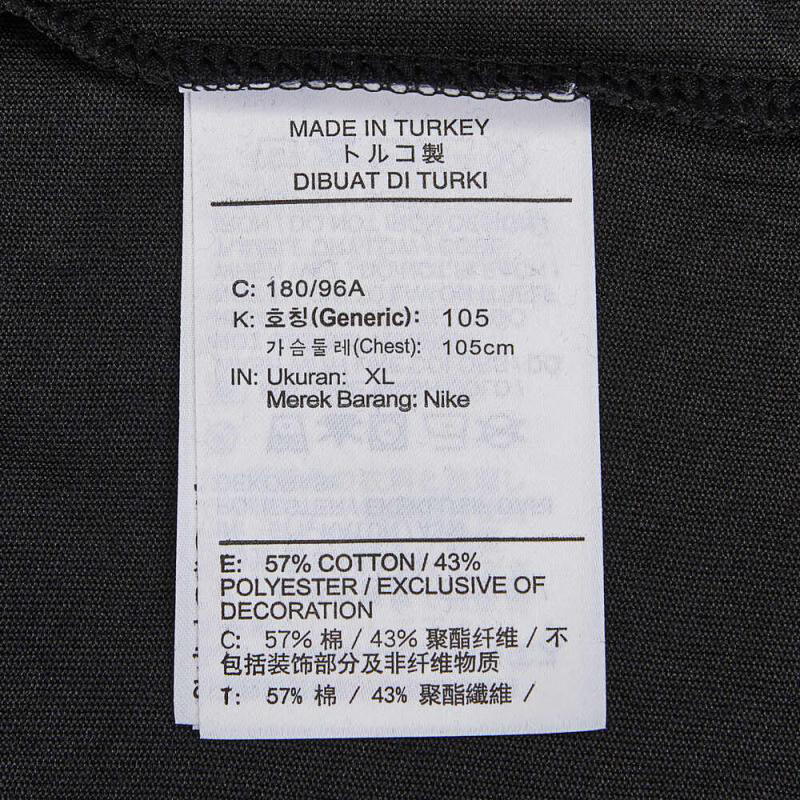 MADE IN TURKEY
トルコ製
DIBUAT DI TURKI
C: 180/96A
K: 호칭(Generic): 105
가슴둘레(Chest): 105cm
IN: Ukuran: XL
Merek Barang: Nike
E: 57% COTTON / 43%
POLYESTER / EXCLUSIVE OF
DECORATION
C: 57% 棉 / 43% 聚酯纤维 / 不
包括装饰部分及非纤维物质
T: 57% 棉 / 43% 聚酯纖維 /